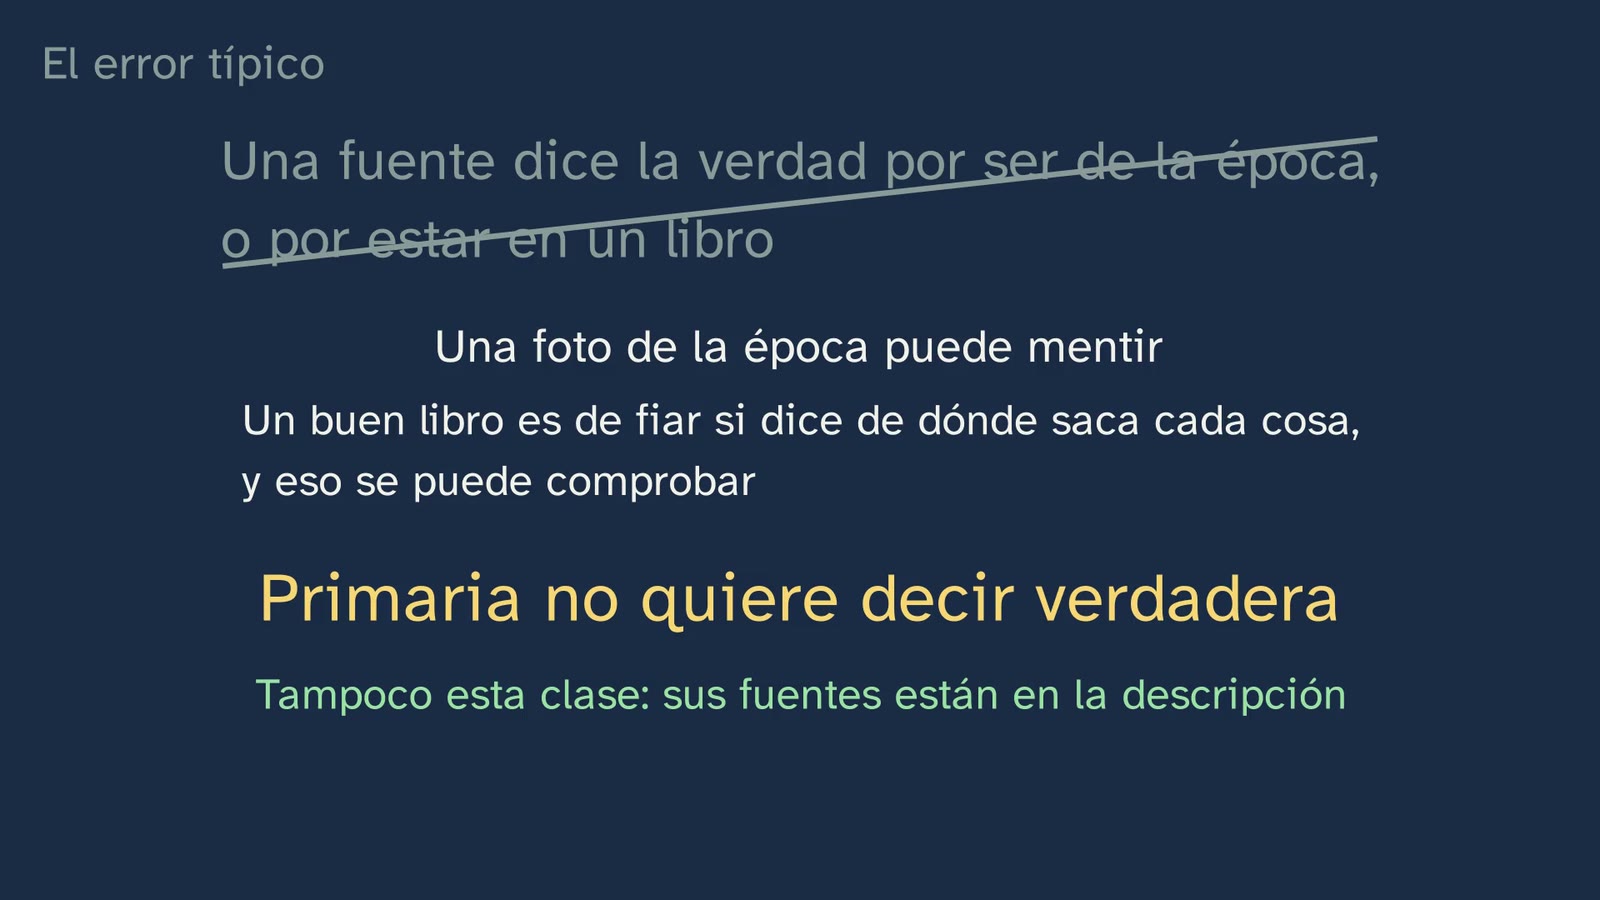 El error típico
Una fuente dice la verdad por ser de la época,
o por estar en un libro
Una foto de la época puede mentir
Un buen libro es de fiar si dice de dónde saca cada cosa,
y eso se puede comprobar
Primaria no quiere decir verdadera
Tampoco esta clase: sus fuentes están en la descripción